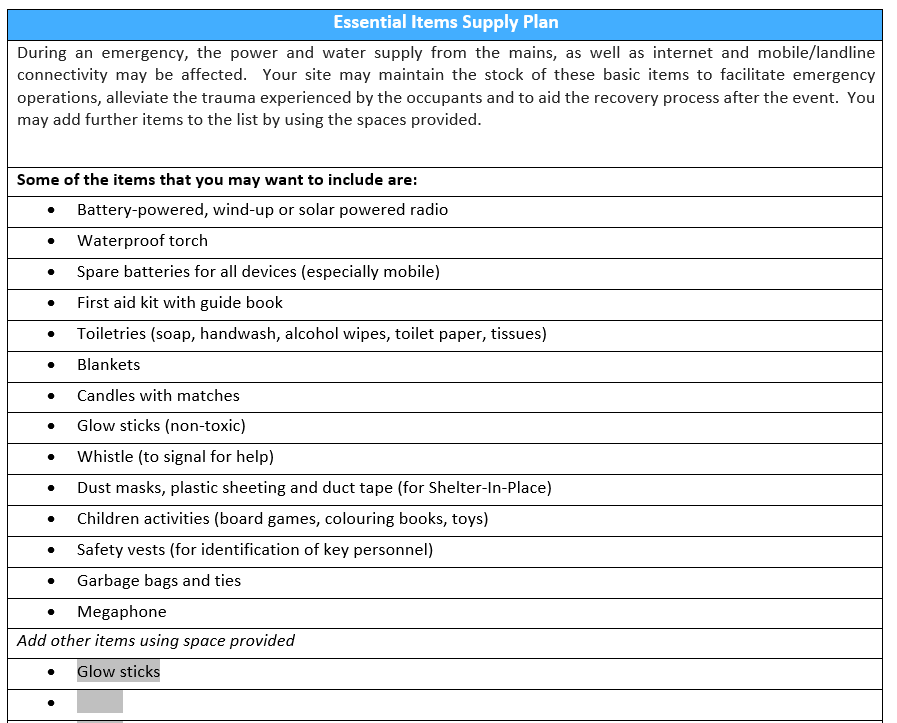 Essential Items Supply Plan
During an emergency, the power and water supply from the mains, as well as internet and mobile/landline
connectivity may be affected.  Your site may maintain the stock of these basic items to facilitate emergency
operations, alleviate the trauma experienced by the occupants and to aid the recovery process after the event.  You
may add further items to the list by using the spaces provided.
Some of the items that you may want to include are:
• Battery-powered, wind-up or solar powered radio
• Waterproof torch
• Spare batteries for all devices (especially mobile)
• First aid kit with guide book
• Toiletries (soap, handwash, alcohol wipes, toilet paper, tissues)
• Blankets
• Candles with matches
• Glow sticks (non-toxic)
• Whistle (to signal for help)
• Dust masks, plastic sheeting and duct tape (for Shelter-In-Place)
• Children activities (board games, colouring books, toys)
• Safety vests (for identification of key personnel)
• Garbage bags and ties
• Megaphone
Add other items using space provided
• Glow sticks
•